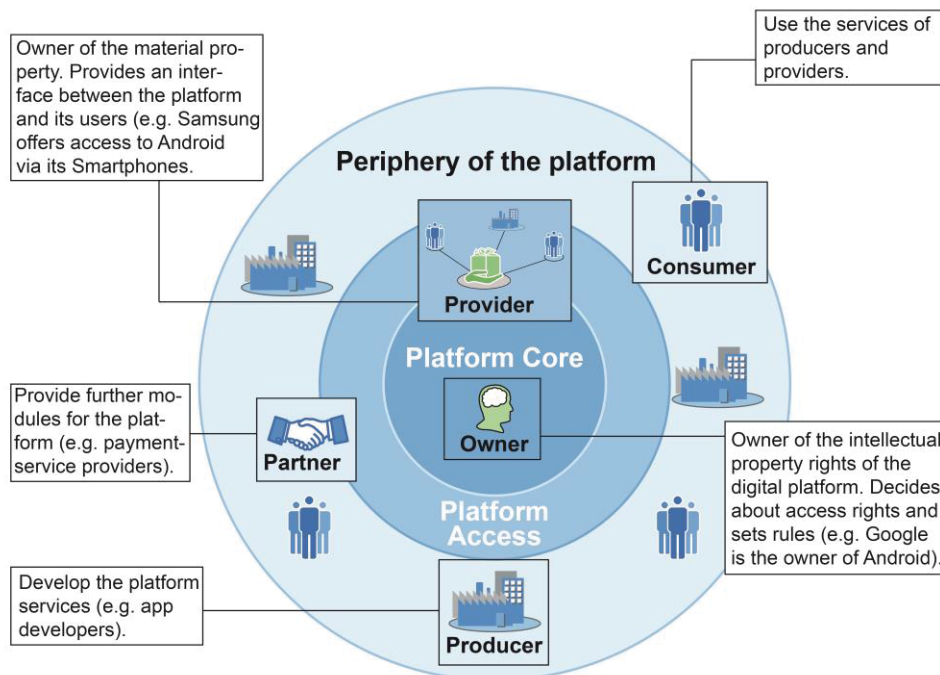 Owner of the material pro-
perty. Provides an inter-
face between the platform
and its users (e.g. Samsung
offers access to Android
via its Smartphones.
Use the services of
producers and
providers.
Periphery of the platform
Consumer
Provider
Platform Core
Owner
Provide further mo-
dules for the plat-
form (e.g. payment-
service providers).
Partner
Owner of the intellectual
property rights of the
digital platform. Decides
about access rights and
sets rules (e.g. Google
is the owner of Android).
Platform
Access
Develop the platform
services (e.g. app
developers).
Producer